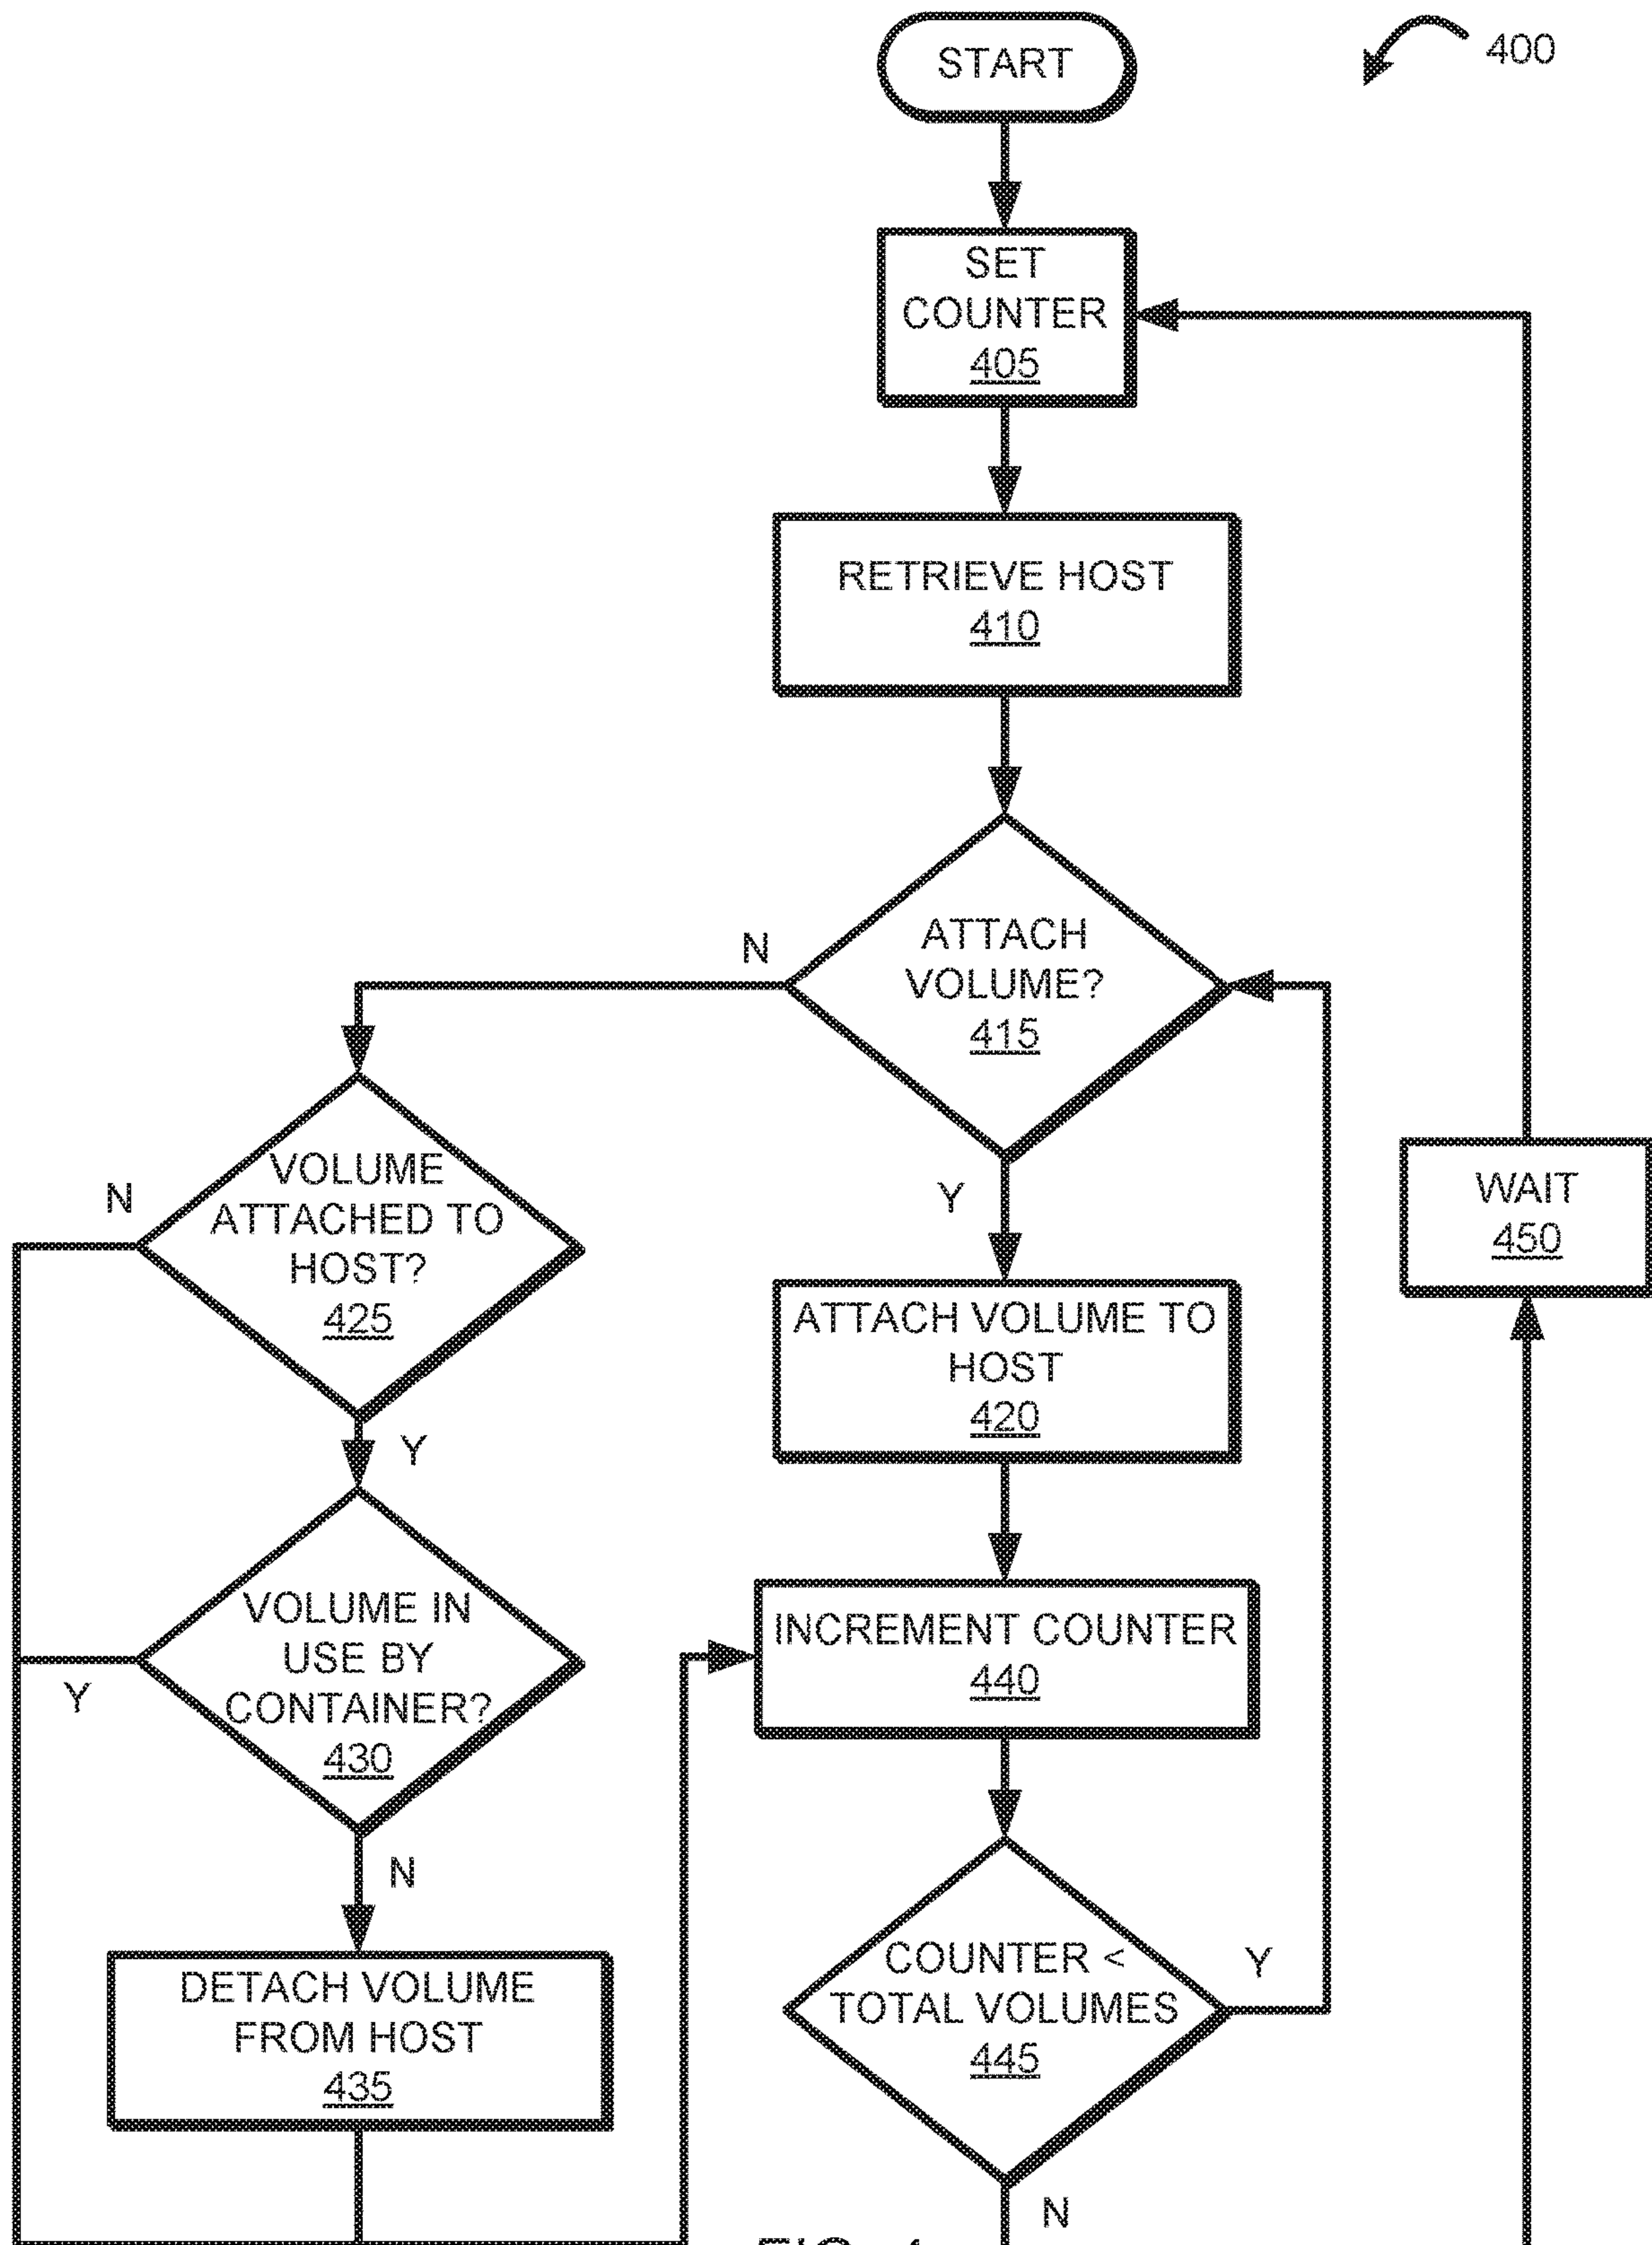 START
400
SET
COUNTER
405
RETRIEVE HOST
410
ATTACH
VOLUME?
415
N
Y
VOLUME
ATTACHED TO
HOST?
425
N
Y
WAIT
450
ATTACH VOLUME TO
HOST
420
VOLUME IN
USE BY
CONTAINER?
430
Y
N
INCREMENT COUNTER
440
DETACH VOLUME
FROM HOST
435
COUNTER <
TOTAL VOLUMES
445
Y
N